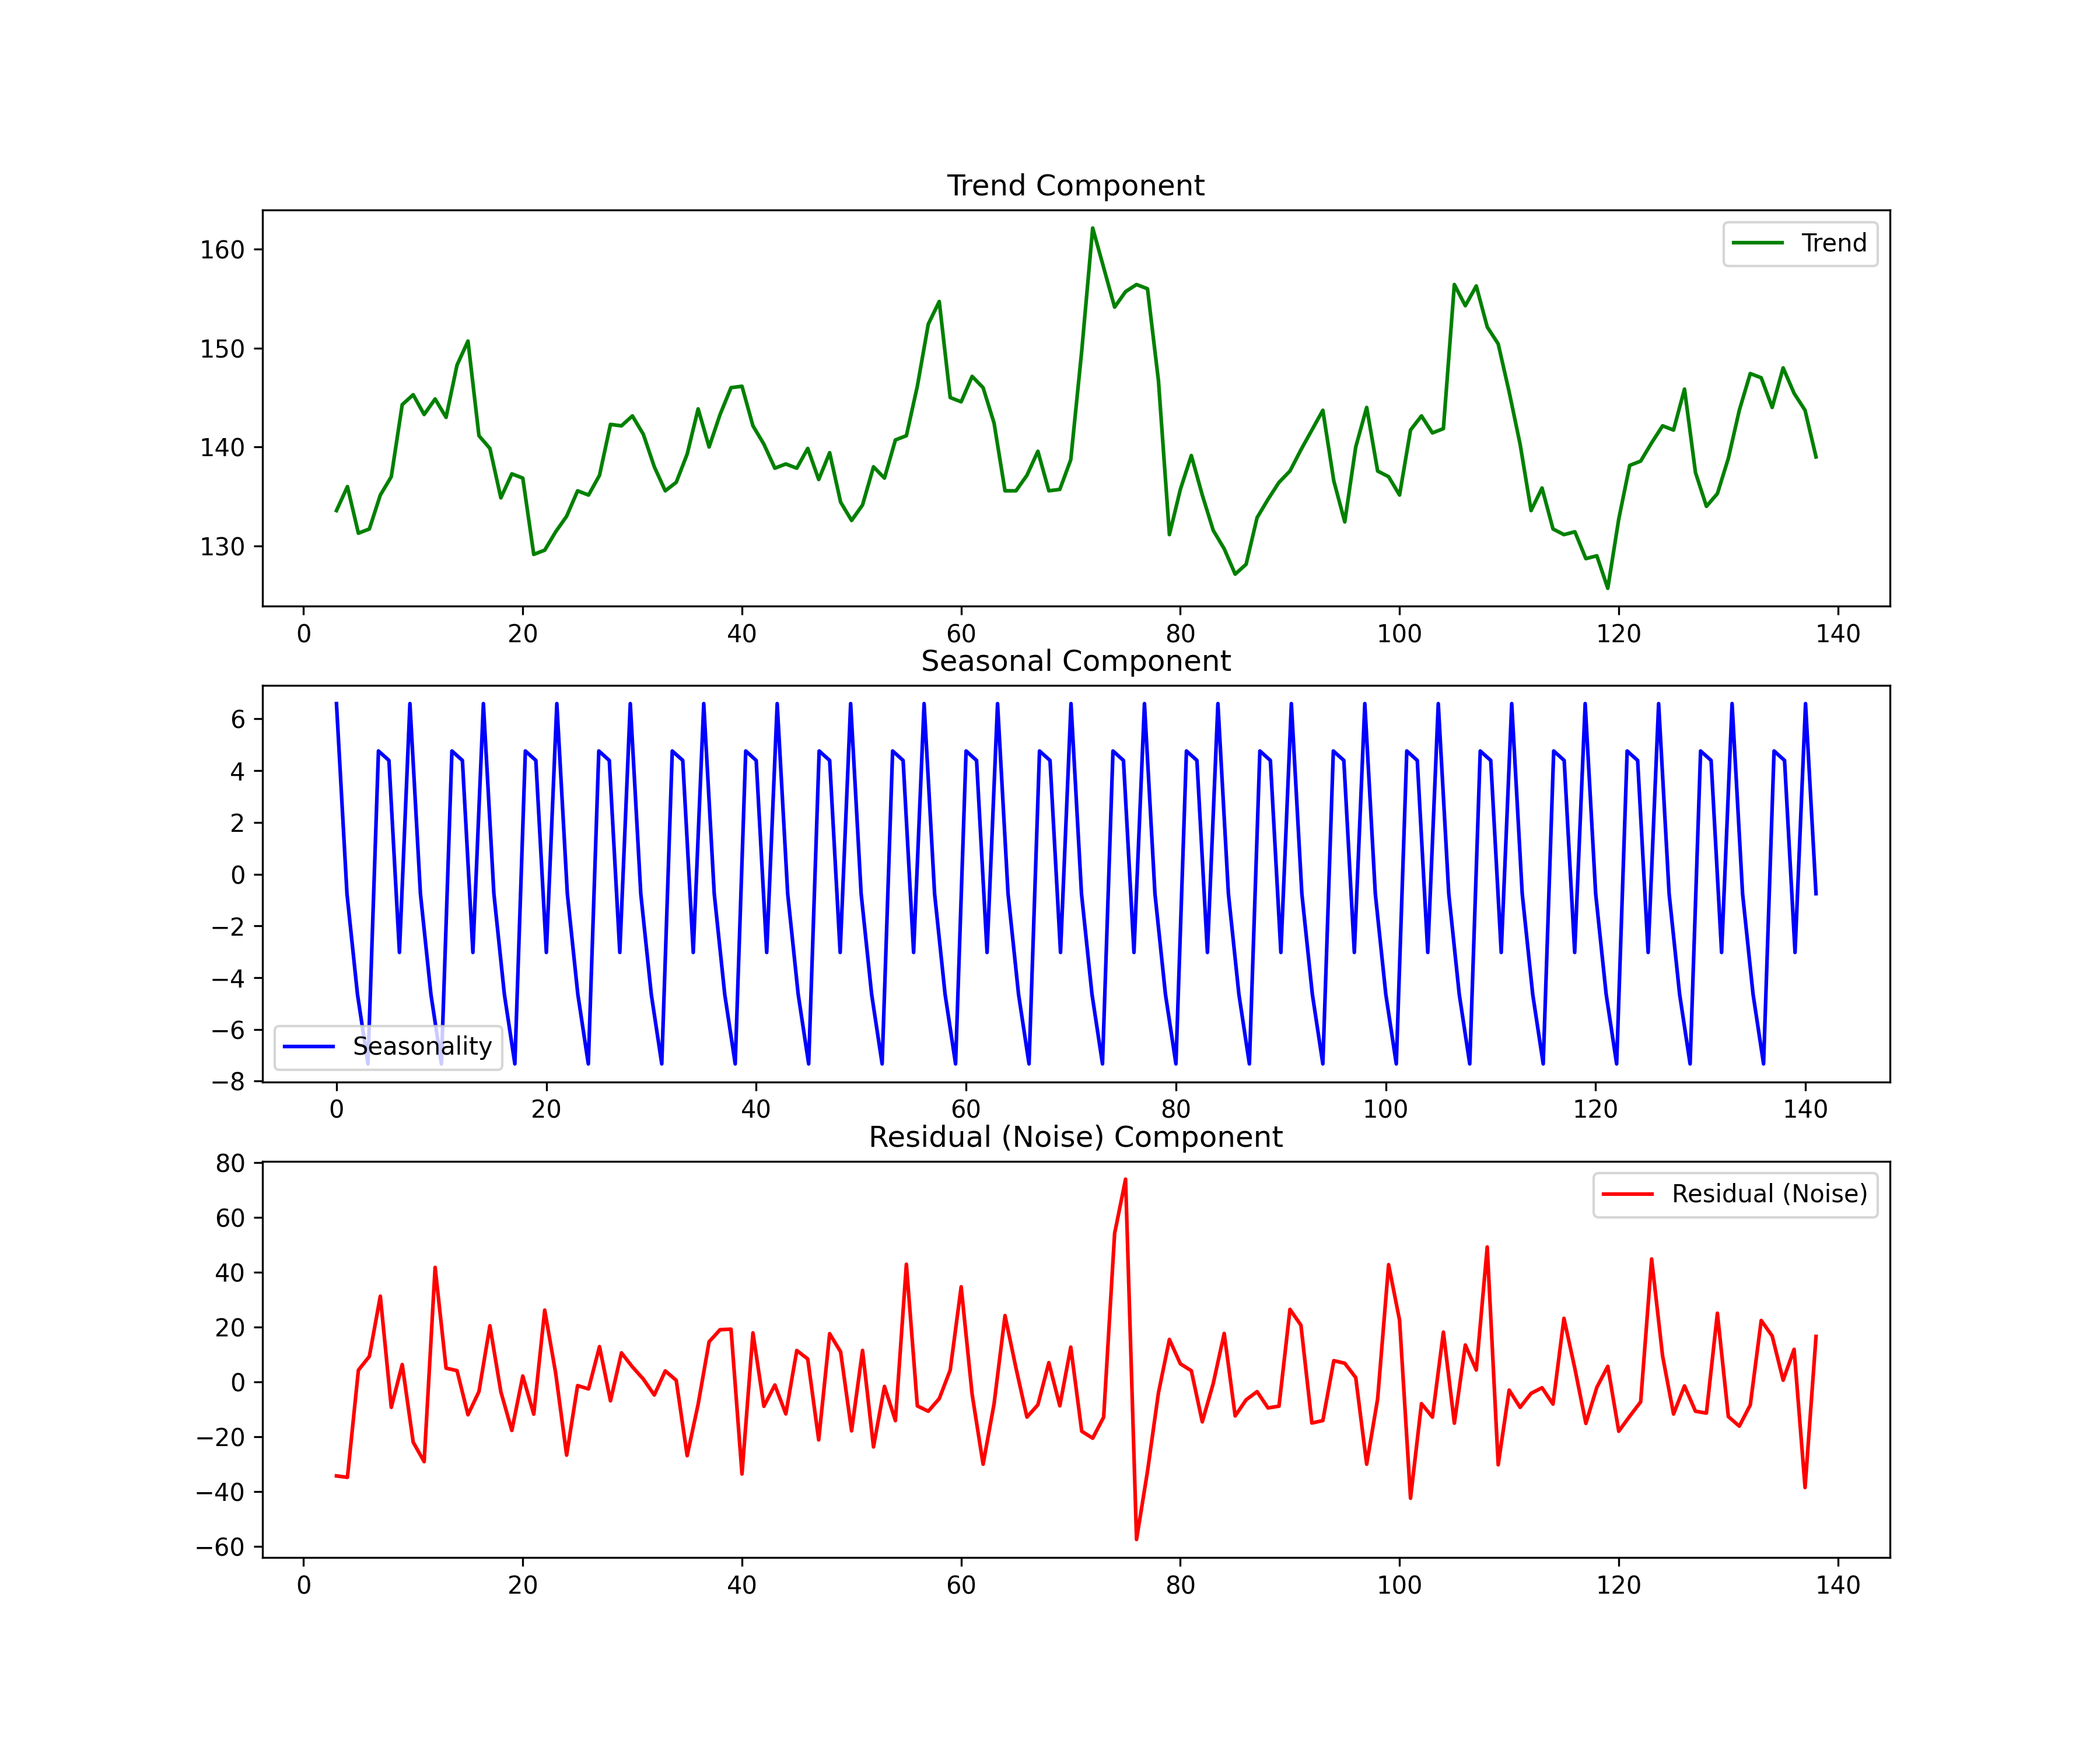 Trend Component
Trend
160
150
140
130
0 20 40 60 80 100 120 140
Seasonal Component
6
4
2
0
−2
−4
−6
−8
Seasonality
0 20 40 60 80 100 120 140
Residual (Noise) Component
80
Residual (Noise)
60
40
20
0
−20
−40
−60
0 20 40 60 80 100 120 140